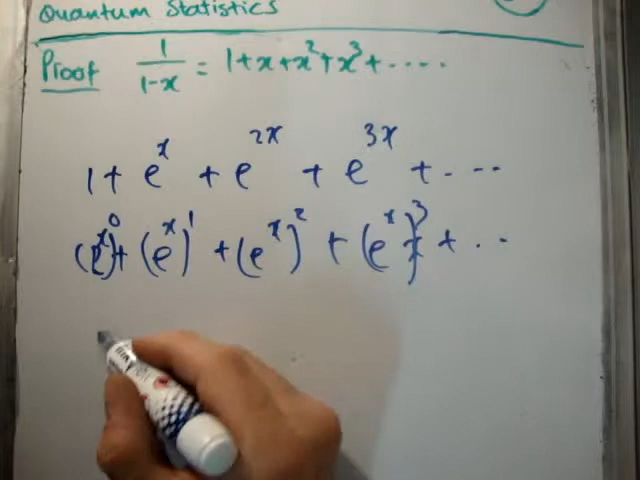 Quantum Statistics
Proof 1/(1-x) = 1+x+x²+x³+....
1+ e^x + e^2x + e^3x + ...
(e^x)^0 + (e^x)^1 + (e^x)^2 + (e^x)^3 + ...